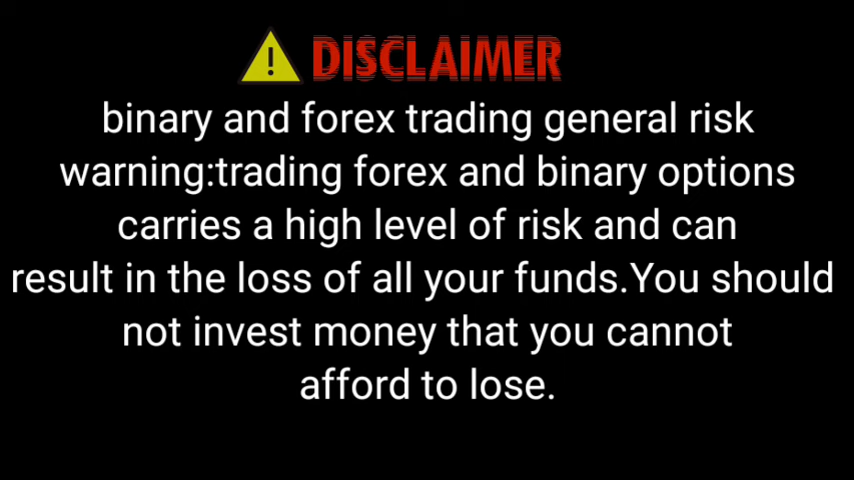 DISCLAIMER
binary and forex trading general risk
warning:trading forex and binary options
carries a high level of risk and can
result in the loss of all your funds.You should
not invest money that you cannot
afford to lose.